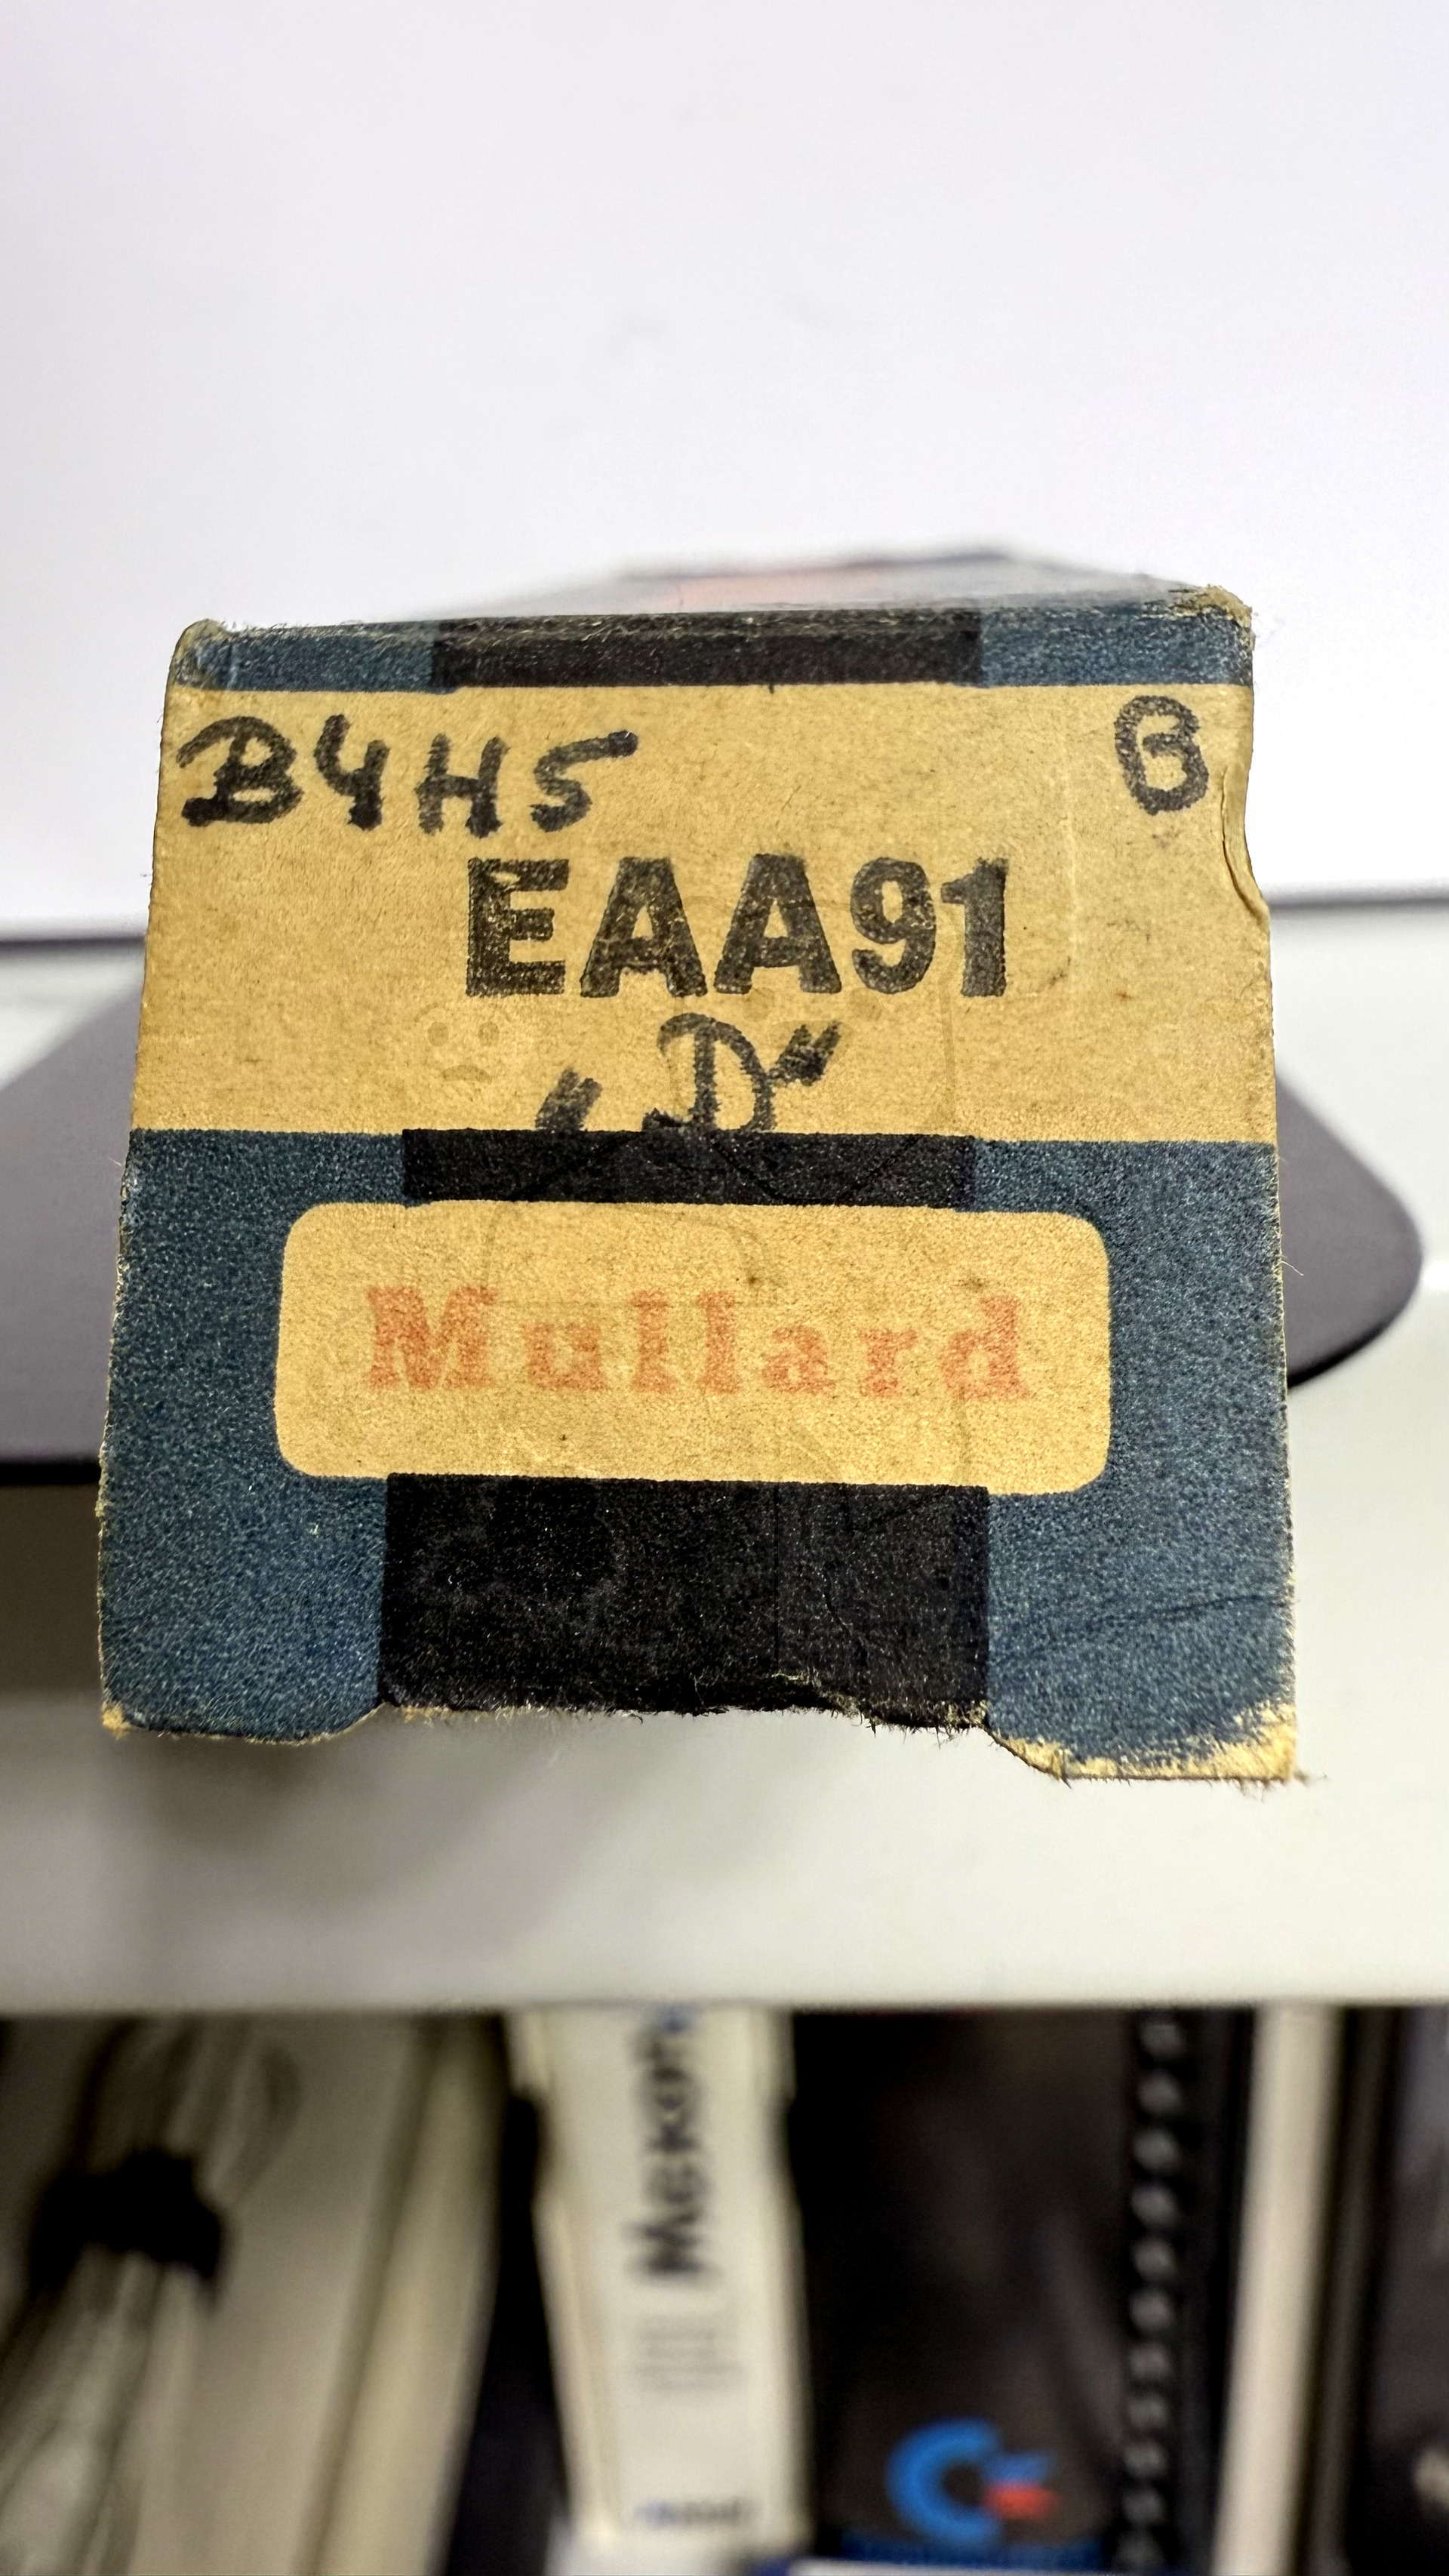 B4H5 B
EAA91
"D"
Mullard